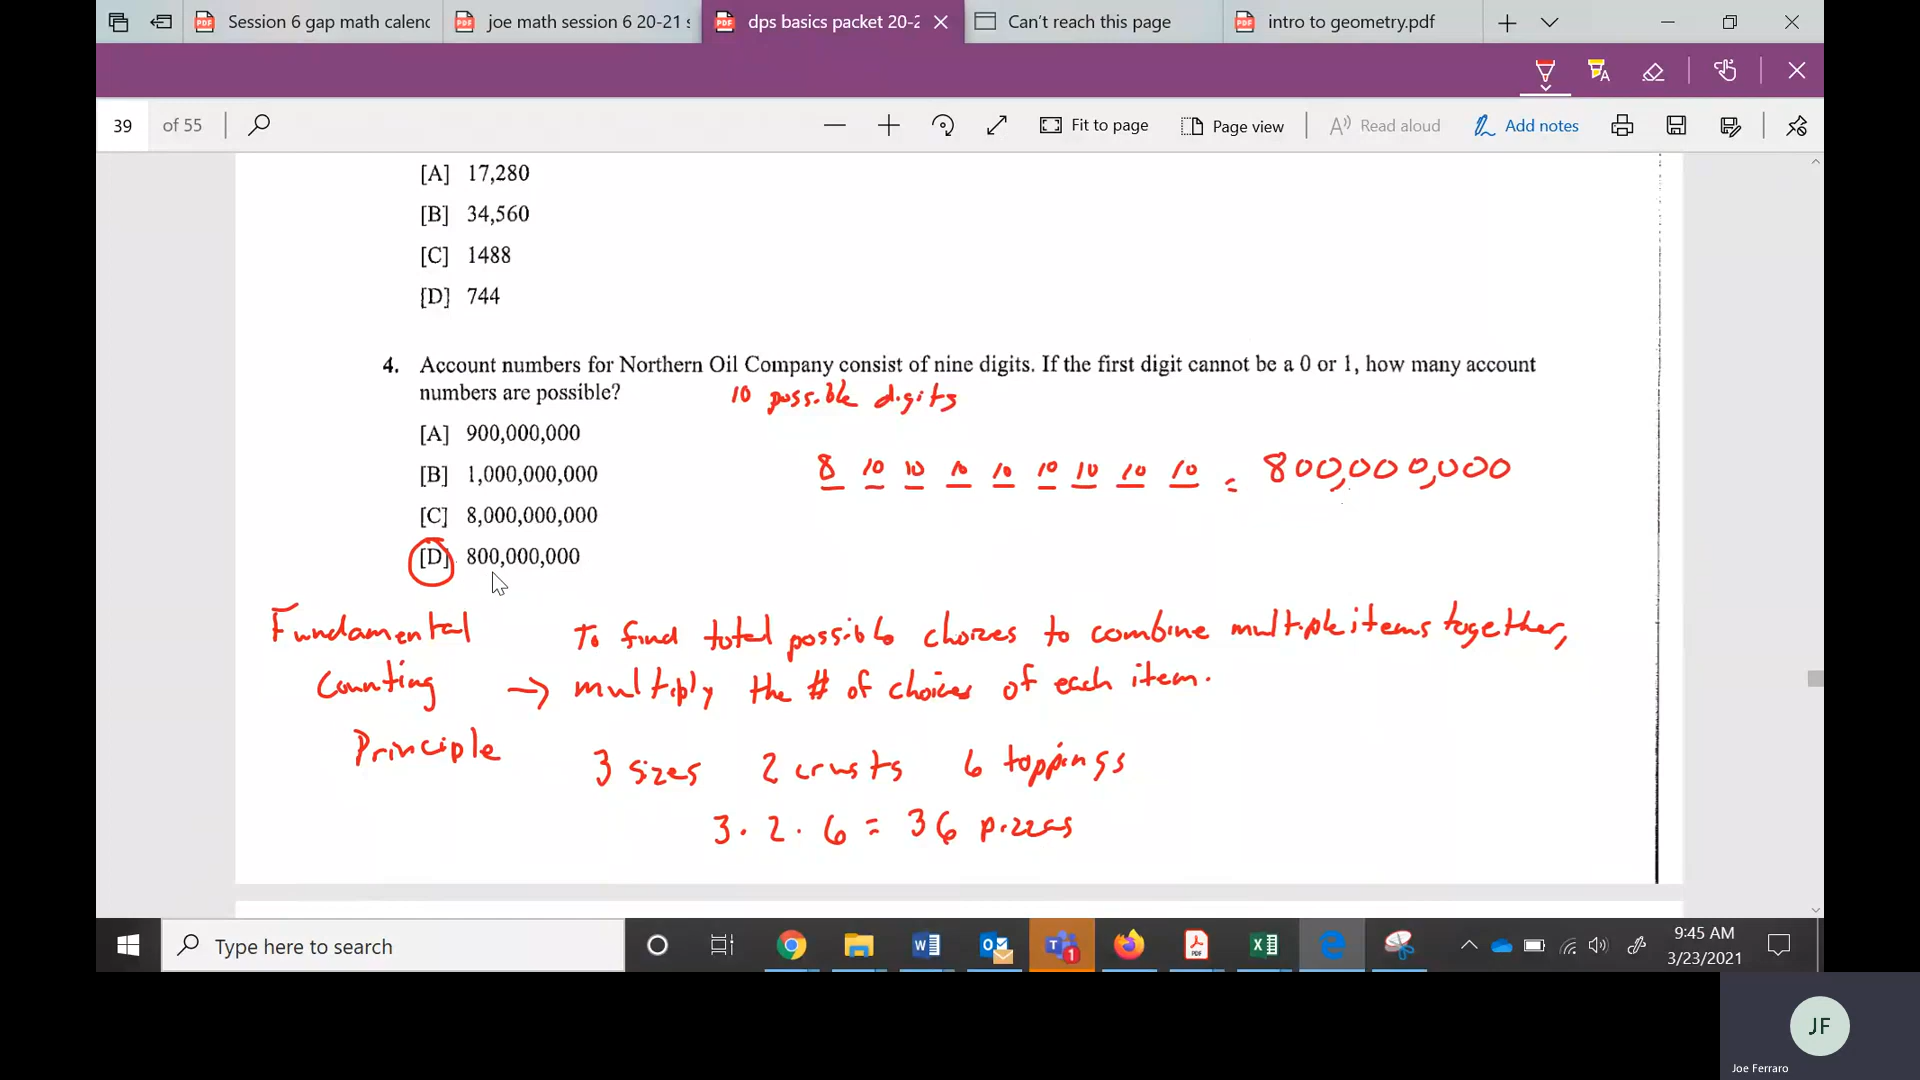 Session 6 gap math calenc
joe math session 6 20-21 s
dps basics packet 20-2
Can't reach this page
intro to geometry.pdf
39 of 55
Fit to page
Page view
Read aloud
Add notes
[A] 17,280
[B] 34,560
[C] 1488
[D] 744
4. Account numbers for Northern Oil Company consist of nine digits. If the first digit cannot be a 0 or 1, how many account
numbers are possible?
10 possible digits
[A] 900,000,000
[B] 1,000,000,000
8 10 10 10 10 10 10 10 10 = 800,000,000
[C] 8,000,000,000
[D] 800,000,000
Fundamental
Counting
Principle
→ To find total possible choices to combine multiple items together,
multiply the # of choices of each item.
3 sizes 2 crusts 6 toppings
3 · 2 · 6 = 36 pizzas
Type here to search
1
9:45 AM
3/23/2021
JF
Joe Ferraro